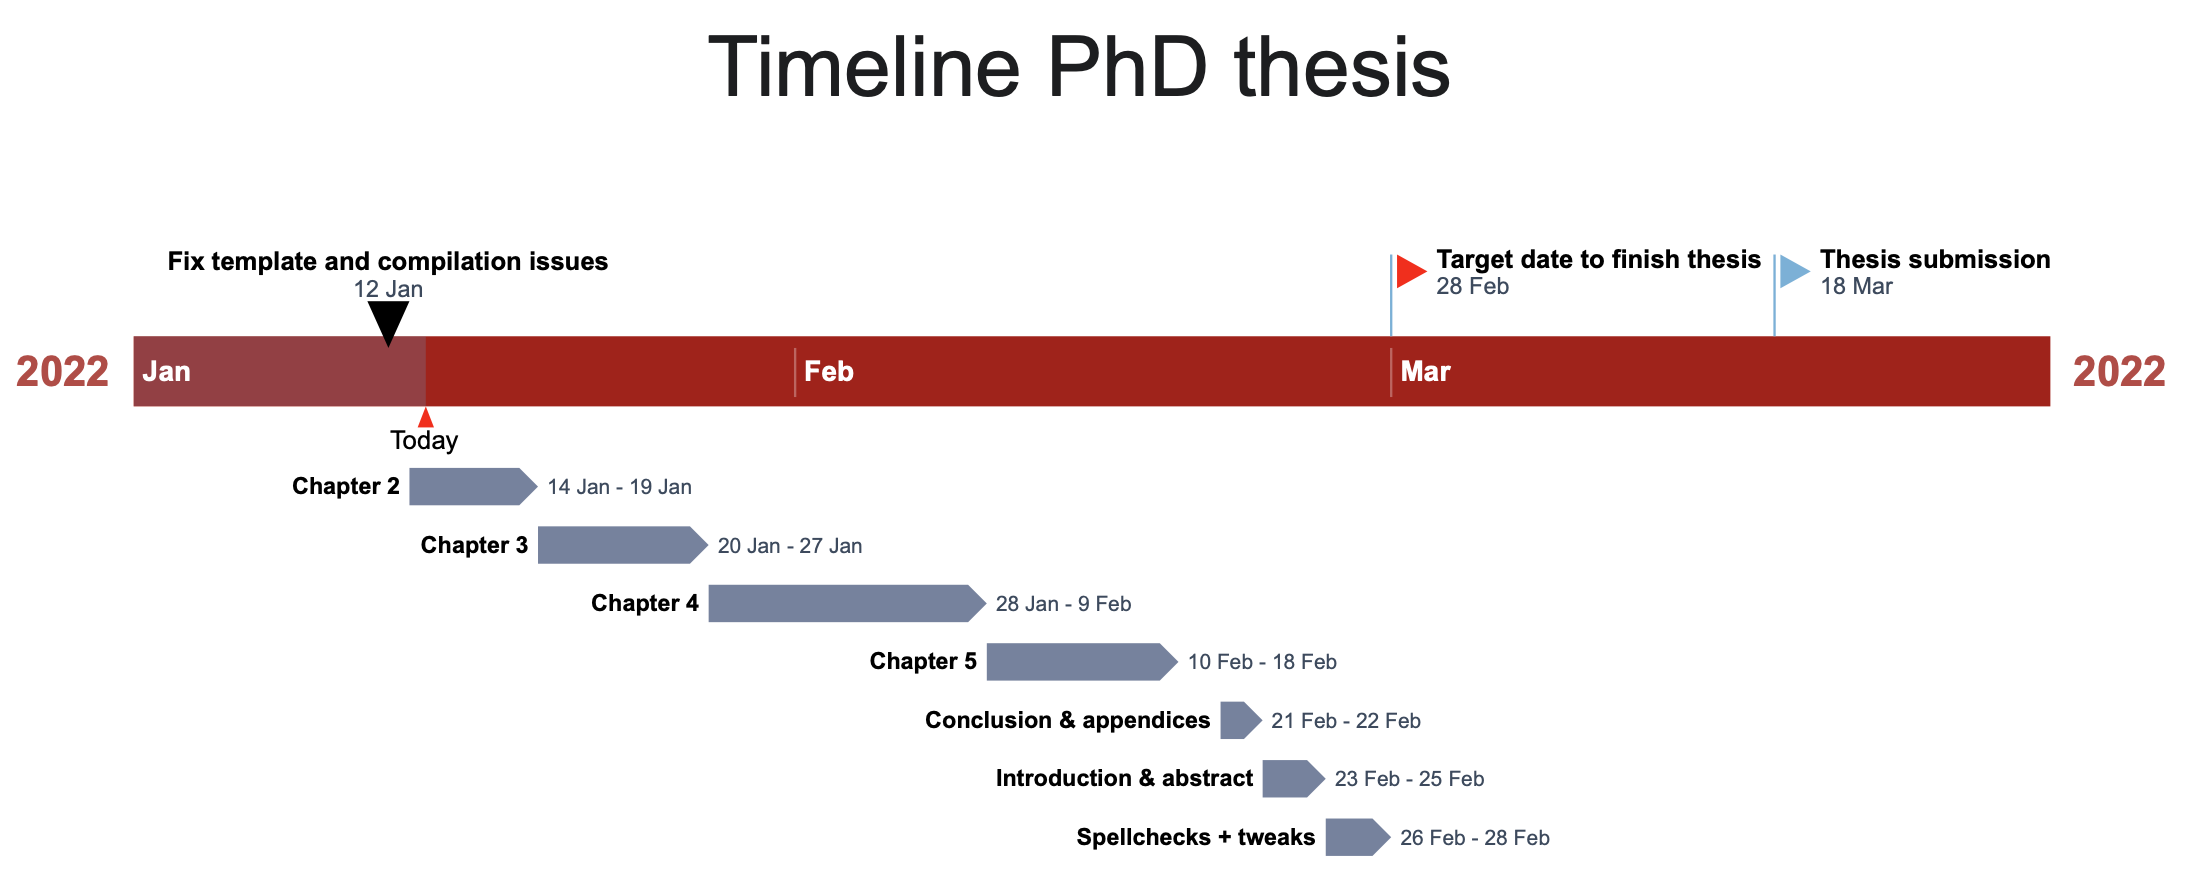 Timeline PhD thesis
Fix template and compilation issues
12 Jan
Target date to finish thesis
28 Feb
Thesis submission
18 Mar
2022
Jan
Feb
Mar
2022
Today
Chapter 2
14 Jan - 19 Jan
Chapter 3
20 Jan - 27 Jan
Chapter 4
28 Jan - 9 Feb
Chapter 5
10 Feb - 18 Feb
Conclusion & appendices
21 Feb - 22 Feb
Introduction & abstract
23 Feb - 25 Feb
Spellchecks + tweaks
26 Feb - 28 Feb